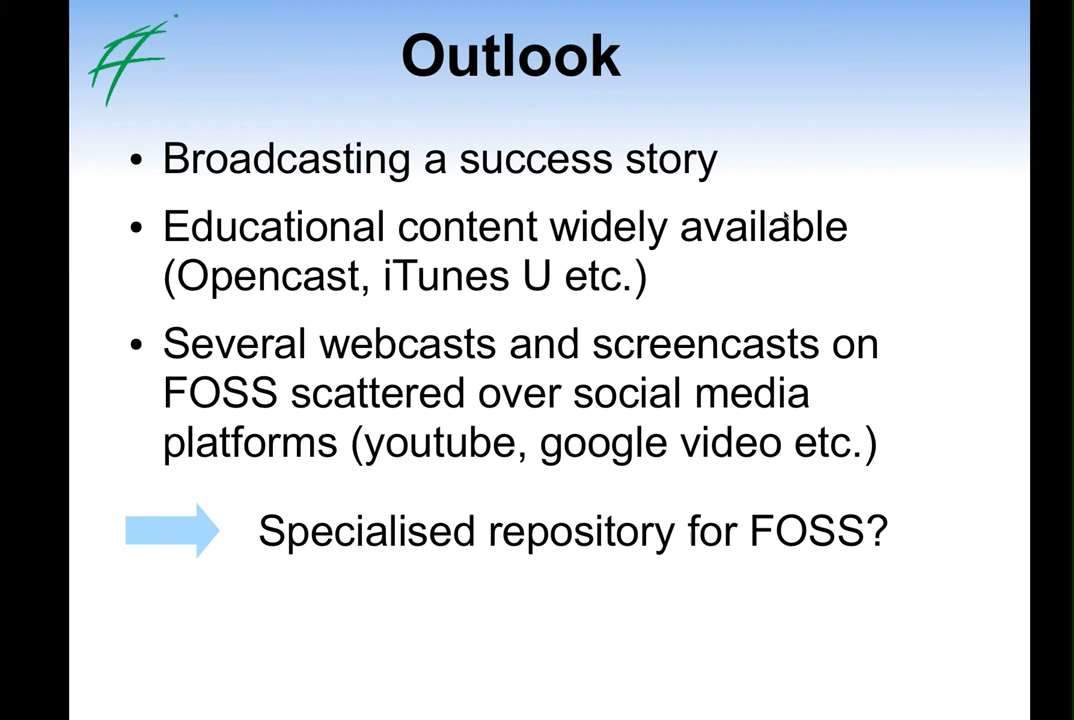 Outlook
• Broadcasting a success story
• Educational content widely available
(Opencast, iTunes U etc.)
• Several webcasts and screencasts on
FOSS scattered over social media
platforms (youtube, google video etc.)
Specialised repository for FOSS?